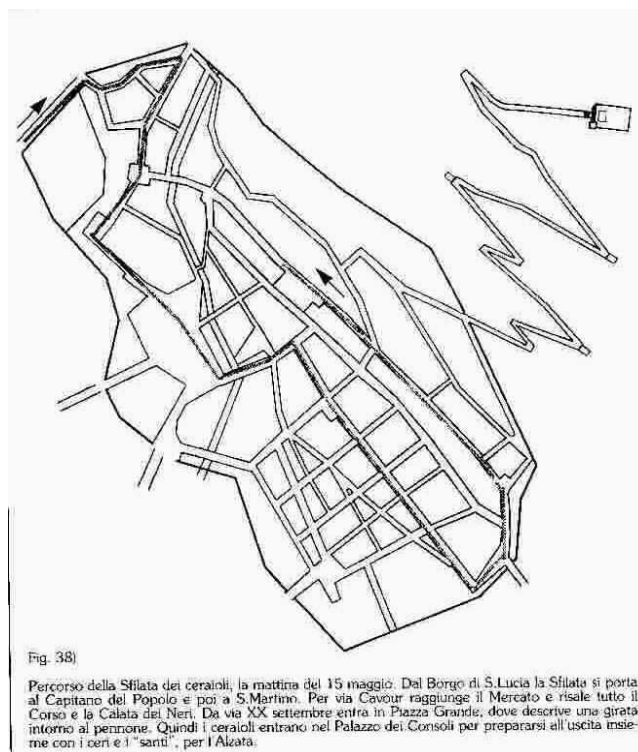 Fig. 38)
Percorso della Sfilata dei ceraioli, la mattina del 15 maggio. Dal Borgo di S.Lucia la Sfilata si porta
al Capitano del Popolo e poi a S.Martino. Per via Cavour raggiunge il Mercato e risale tutto il
Corso e la Calata dei Neri. Da via XX settembre entra in Piazza Grande, dove descrive una girata
intorno al pennone. Quindi i ceraioli entrano nel Palazzo dei Consoli per prepararsi all'uscita insie-
me con i ceri e i "santi", per l'Alzata.